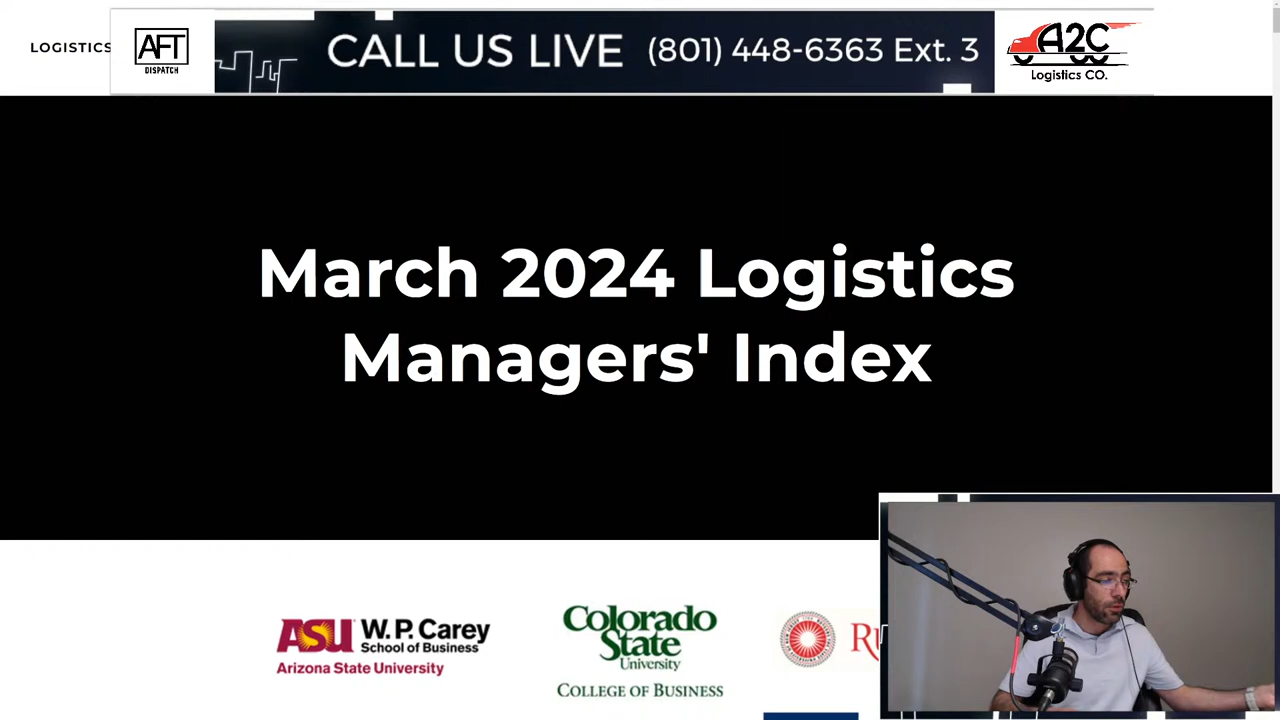 LOGISTICS
AFT
DISPATCH
CALL US LIVE (801) 448-6363 Ext. 3
A2C
Logistics CO.
March 2024 Logistics
Managers' Index
ASU W. P. Carey
School of Business
Arizona State University
Colorado
State
University
COLLEGE OF BUSINESS